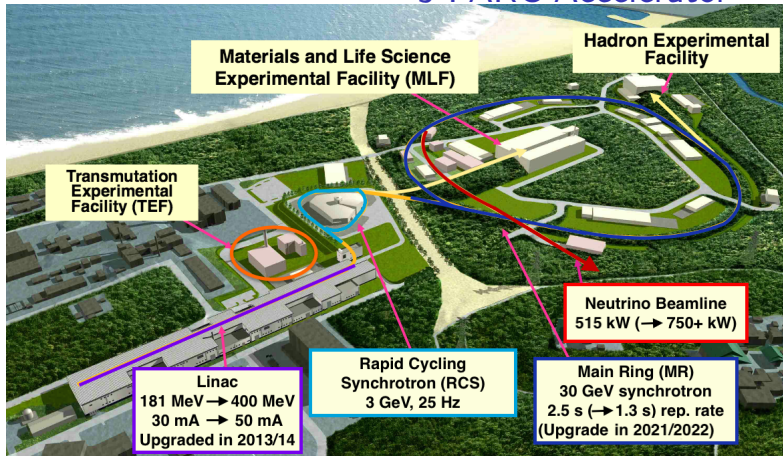 J-PARC Accelerator
Materials and Life Science
Experimental Facility (MLF)
Hadron Experimental
Facility
Transmutation
Experimental
Facility (TEF)
Neutrino Beamline
515 kW (→ 750+ kW)
Linac
181 MeV → 400 MeV
30 mA → 50 mA
Upgraded in 2013/14
Rapid Cycling
Synchrotron (RCS)
3 GeV, 25 Hz
Main Ring (MR)
30 GeV synchrotron
2.5 s (→1.3 s) rep. rate
(Upgrade in 2021/2022)